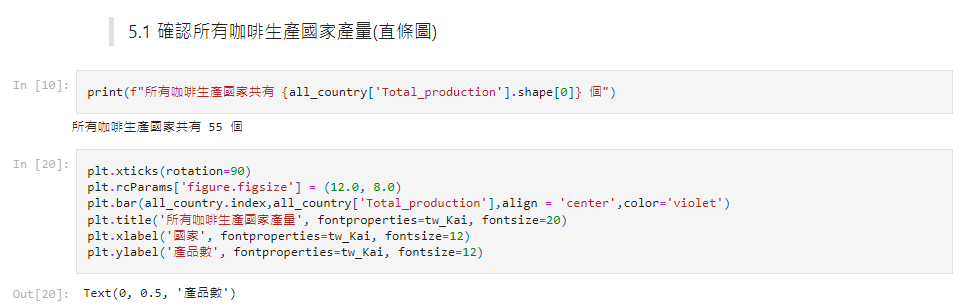 5.1 確認所有咖啡生產國家產量(直條圖)
In [10]:
print(f"所有咖啡生產國家共有 {all_country['Total_production'].shape[0]} 個")
所有咖啡生產國家共有 55 個
In [20]:
plt.xticks(rotation=90)
plt.rcParams['figure.figsize'] = (12.0, 8.0)
plt.bar(all_country.index,all_country['Total_production'],align = 'center',color='violet')
plt.title('所有咖啡生產國家產量', fontproperties=tw_Kai, fontsize=20)
plt.xlabel('國家', fontproperties=tw_Kai, fontsize=12)
plt.ylabel('產品數', fontproperties=tw_Kai, fontsize=12)
Out[20]: Text(0, 0.5, '產品數')